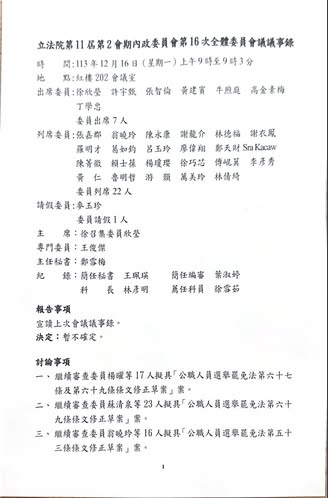 立法院第11屆第2會期內政委員會第16次全體委員會議議事錄
時　　間:113年12月16日（星期一）上午9時至9時3分
地　　點:紅樓202會議室
出席委員:徐欣瑩　許宇甄　張智倫　黃建賓　牛煦庭　高金素梅
丁學忠
委員出席7人
列席委員:張嘉郡　翁曉玲　陳永康　謝龍介　林德福　謝衣鳳
羅明才　葛如鈞　呂玉玲　廖偉翔　鄭天財 Sra Kacaw
陳菁徽　賴士葆　楊瓊瓔　徐巧芯　傅崐萁　李彥秀
黃　仁　魯明哲　游　顥　萬美玲　林倩綺
委員列席22人
請假委員:麥玉珍
委員請假1人
主　　席：徐召集委員欣瑩
專門委員：王俊傑
主任秘書：鄭雪梅
紀　　錄：簡任秘書　王珮瑛　　簡任編審　葉淑婷
科　　長　林彥明　　薦任科員　徐雪茹
報告事項
宣讀上次會議議事錄。
決定：暫不確定。
討論事項
一、繼續審查委員楊曜等17人擬具「公職人員選舉罷免法第六十七
條及第六十九條條文修正草案」案。
二、繼續審查委員蘇清泉等23人擬具「公職人員選舉罷免法第六十
九條條文修正草案」案。
三、繼續審查委員翁曉玲等16人擬具「公職人員選舉罷免法第五十
三條條文修正草案」案。
1